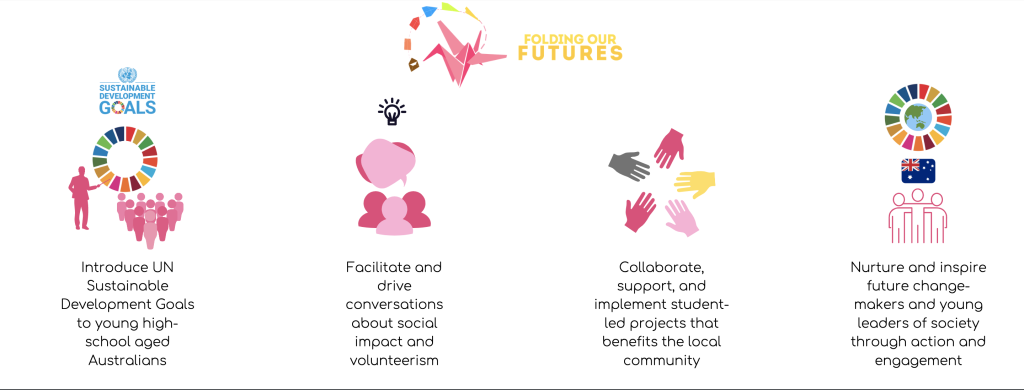 FOLDING OUR
FUTURES
SUSTAINABLE
DEVELOPMENT
GOALS
Introduce UN
Sustainable
Development Goals
to young high-
school aged
Australians
Facilitate and
drive
conversations
about social
impact and
volunteerism
Collaborate,
support, and
implement student-
led projects that
benefits the local
community
Nurture and inspire
future change-
makers and young
leaders of society
through action and
engagement